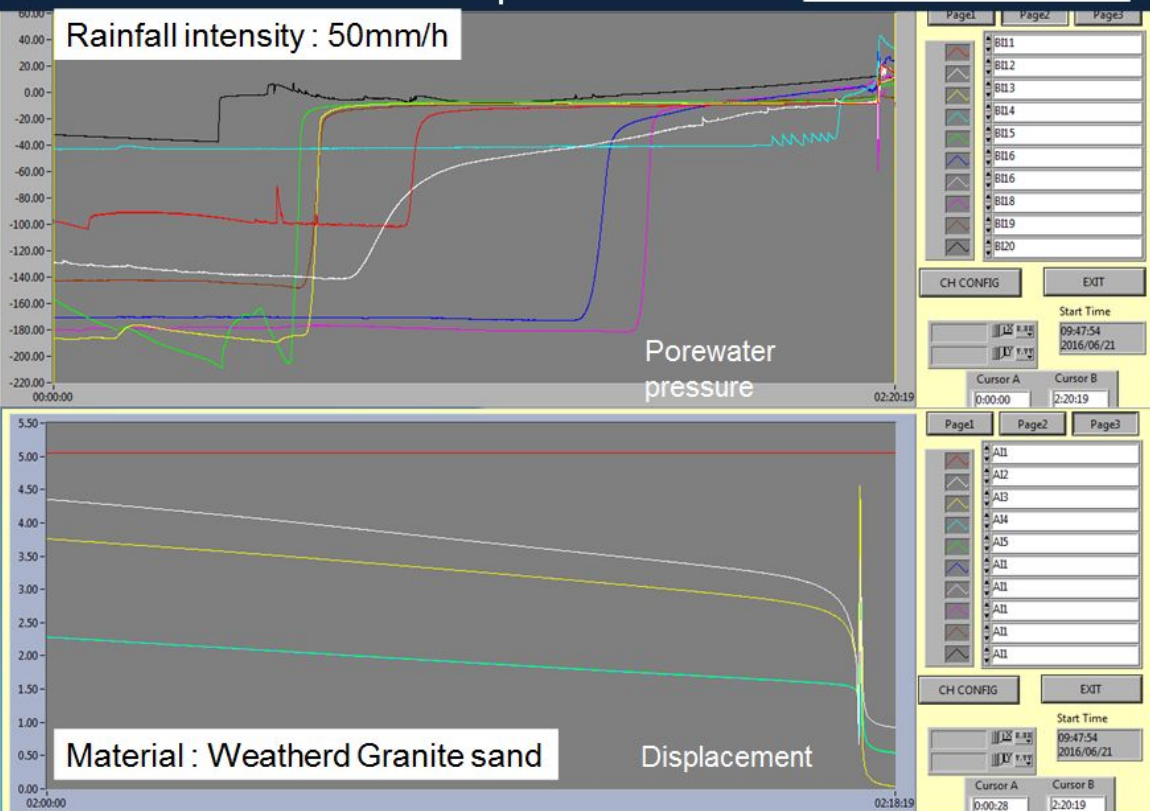 Page1 Page2 Page3
Rainfall intensity : 50mm/h
60.00
40.00
20.00
0.00
-20.00
-40.00
-60.00
-80.00
-100.00
-120.00
-140.00
-160.00
-180.00
-200.00
-220.00
00:00:00 02:20:19
Porewater
pressure
BI11
BI12
BI13
BI14
BI15
BI16
BI16
BI18
BI19
BI20
CH CONFIG EXIT
Start Time
09:47:54
2016/06/21
Cursor A Cursor B
0:00:00 2:20:19
5.50
5.00
4.50
4.00
3.50
3.00
2.50
2.00
1.50
1.00
0.50
0.00
02:00:00 02:18:19
Material : Weatherd Granite sand
Displacement
Page1 Page2 Page3
AI1
AI2
AI3
AI4
AI5
AI1
AI1
AI1
AI1
AI1
CH CONFIG EXIT
Start Time
09:47:54
2016/06/21
Cursor A Cursor B
0:00:28 2:20:19